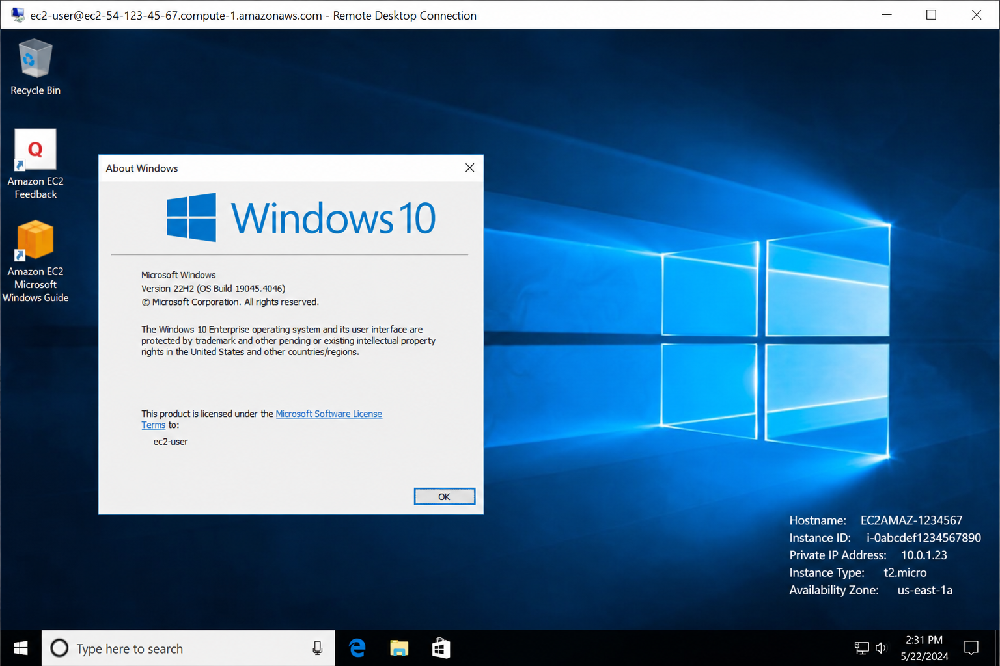 ec2-user@ec2-54-123-45-67.compute-1.amazonaws.com - Remote Desktop Connection
Recycle Bin
Q
Amazon EC2
Feedback
Amazon EC2
Microsoft
Windows Guide
About Windows
Windows 10
Microsoft Windows
Version 22H2 (OS Build 19045.4046)
© Microsoft Corporation. All rights reserved.
The Windows 10 Enterprise operating system and its user interface are
protected by trademark and other pending or existing intellectual property
rights in the United States and other countries/regions.
This product is licensed under the Microsoft Software License
Terms to:
ec2-user
OK
Hostname: EC2AMAZ-1234567
Instance ID: i-0abcdef1234567890
Private IP Address: 10.0.1.23
Instance Type: t2.micro
Availability Zone: us-east-1a
Type here to search
2:31 PM
5/22/2024